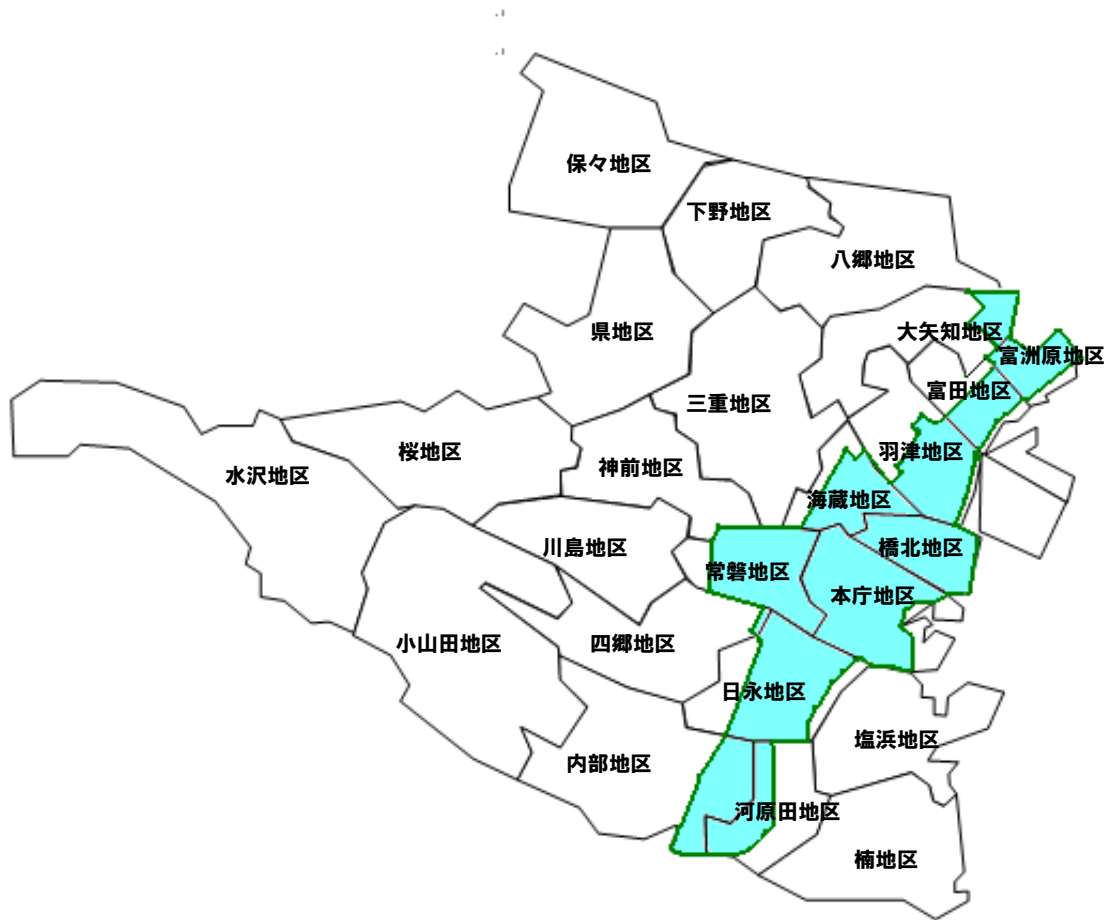 保々地区
下野地区
八郷地区
県地区
大矢知地区
富洲原地区
富田地区
三重地区
羽津地区
桜地区
神前地区
水沢地区
海蔵地区
川島地区
橋北地区
常磐地区
本庁地区
小山田地区
四郷地区
日永地区
塩浜地区
内部地区
河原田地区
楠地区